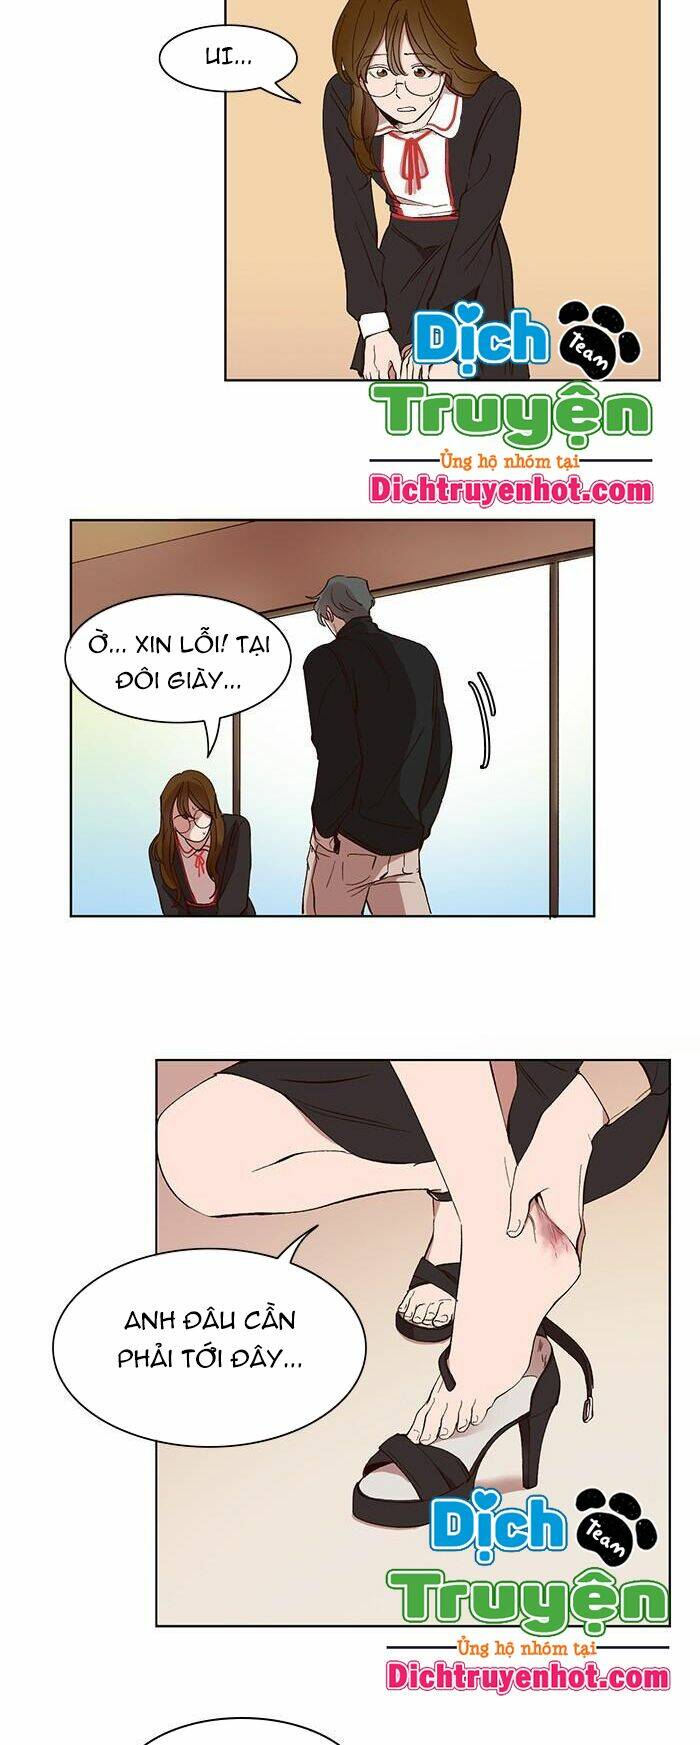 UI...
Dịch
Team
Truyện
Ủng hộ nhóm tại
Dichtruyenhot.com
Ờ... XIN LỖI! TẠI
ĐÔI GIÀY...
ANH ĐÂU CẦN
PHẢI TỚI ĐÂY...
Dịch
Team
Truyện
Ủng hộ nhóm tại
Dichtruyenhot.com